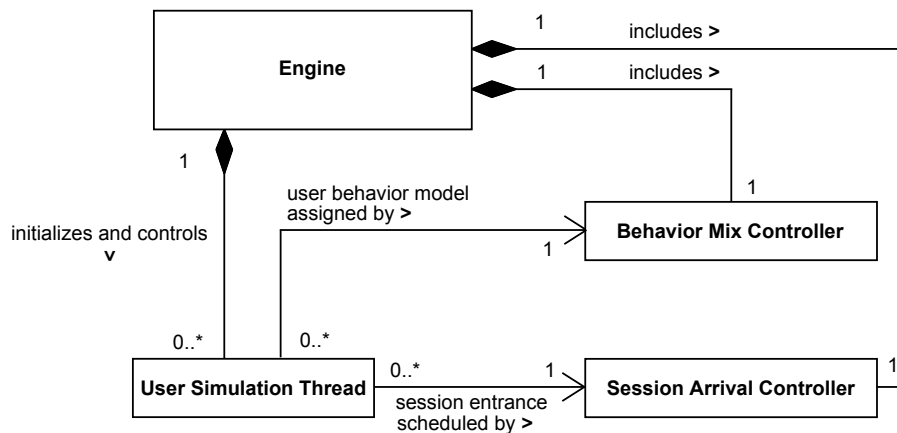 1
includes >
Engine
1
includes >
1
user behavior model
assigned by >
1
initializes and controls
v
Behavior Mix Controller
1
0..*
0..*
0..*
1
1
User Simulation Thread
Session Arrival Controller
session entrance
scheduled by >